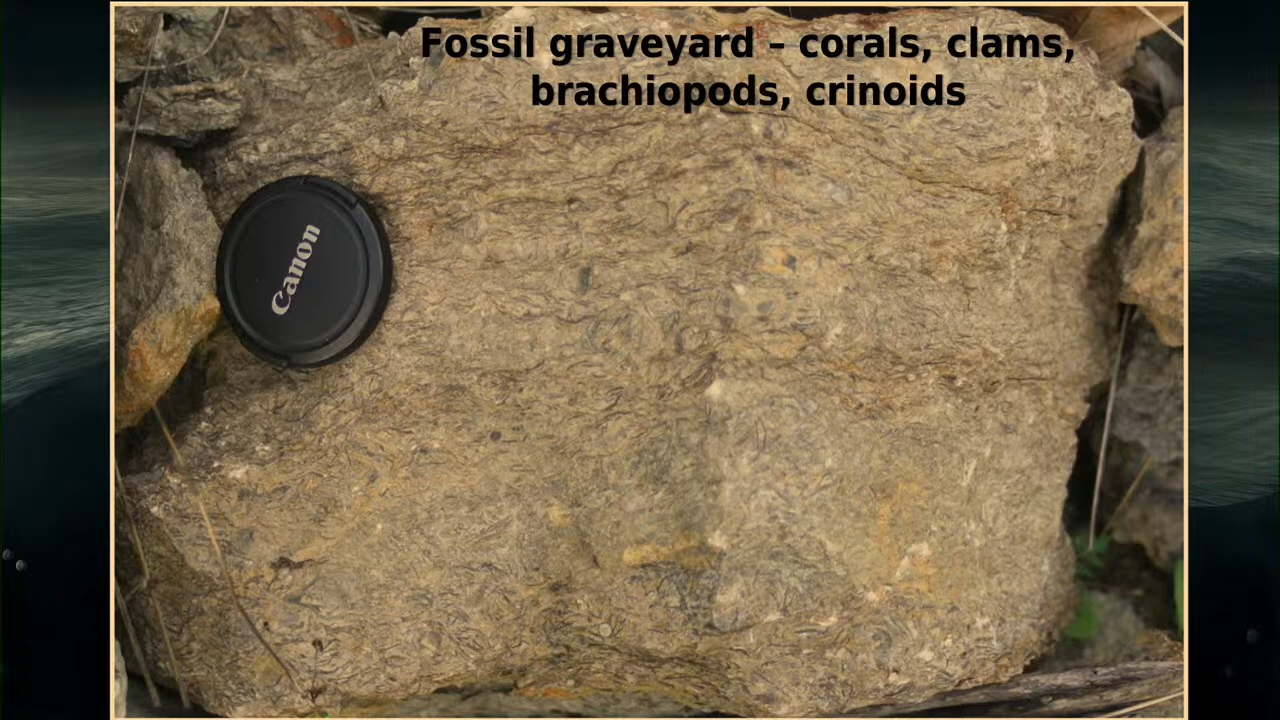 Fossil graveyard – corals, clams,
brachiopods, crinoids
Canon